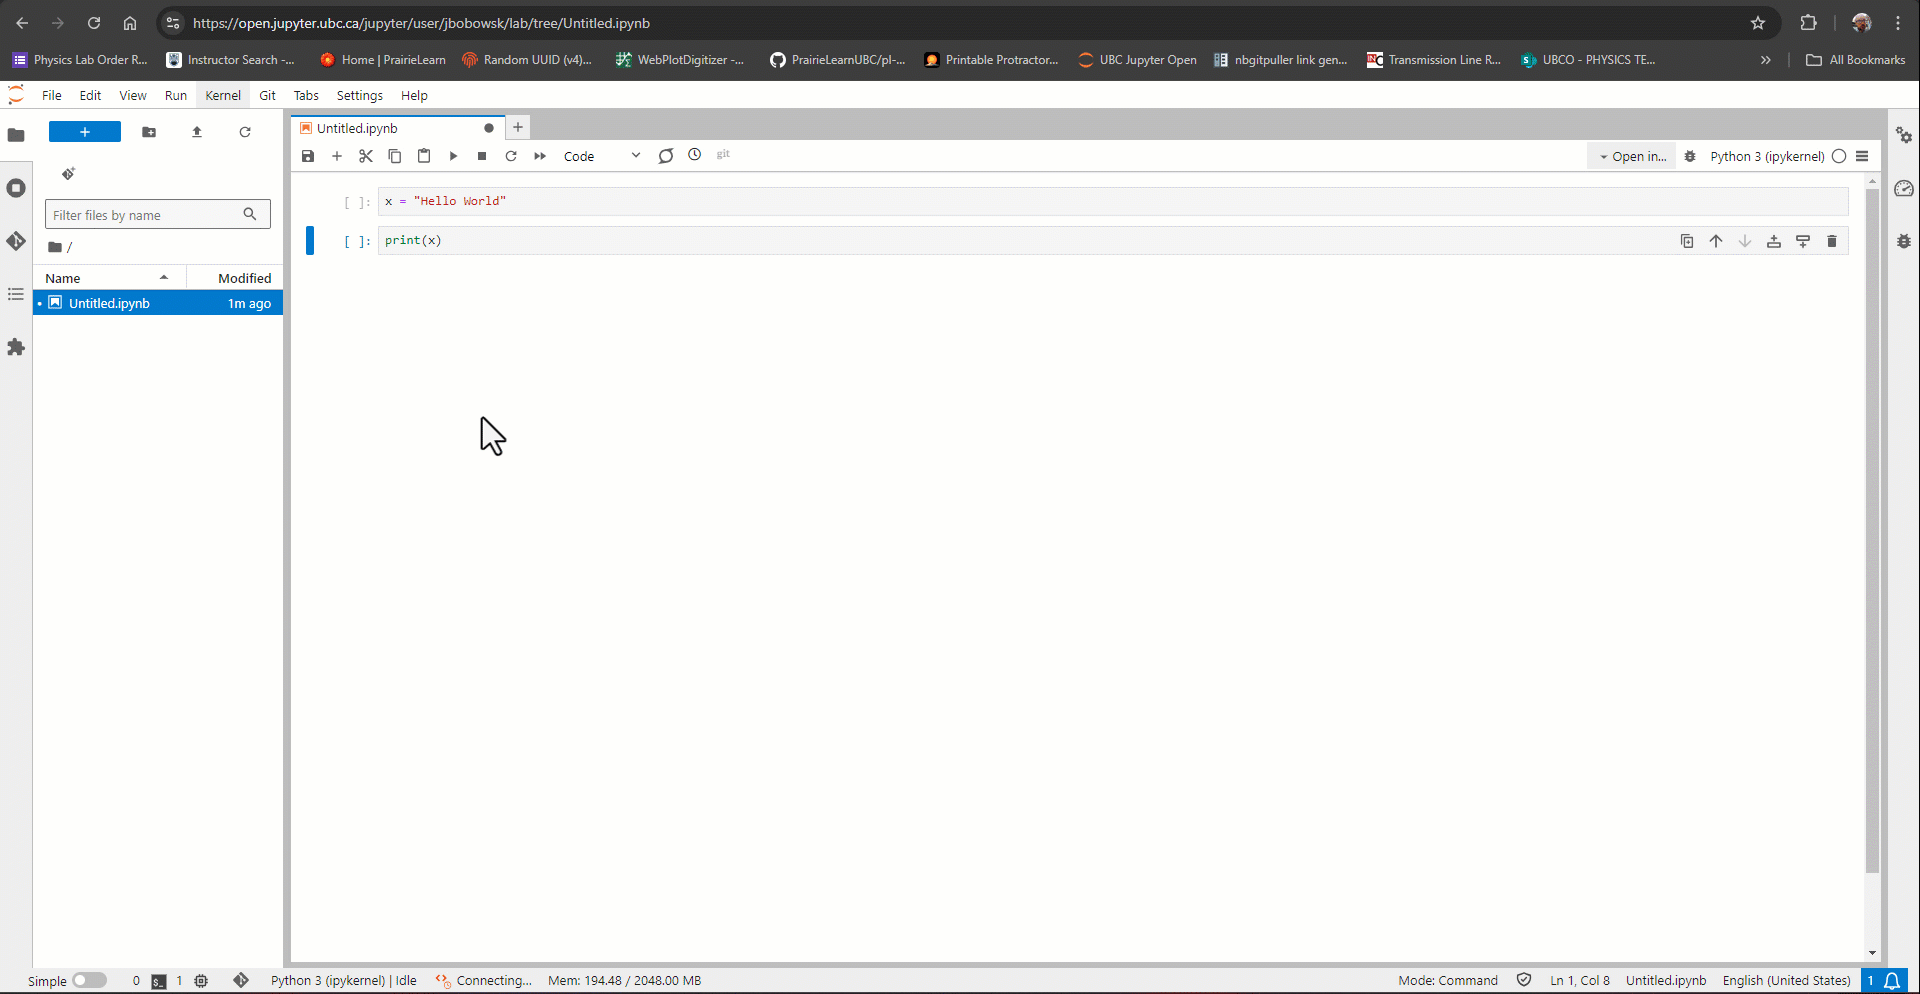 https://open.jupyter.ubc.ca/jupyter/user/jbobowsk/lab/tree/Untitled.ipynb
Physics Lab Order R... Instructor Search -... Home | PrairieLearn Random UUID (v4)... WebPlotDigitizer -... PrairieLearnUBC/pl-... Printable Protractor... UBC Jupyter Open nbgitpuller link gen... Transmission Line R... UBCO - PHYSICS TE... » All Bookmarks
File Edit View Run Kernel Git Tabs Settings Help
Untitled.ipynb
Code git Open in... Python 3 (ipykernel)
[ ]: x = "Hello World"
Filter files by name
[ ]: print(x)
/
Name Modified
Untitled.ipynb 1m ago
Simple 0 1 Python 3 (ipykernel) | Idle Connecting... Mem: 194.48 / 2048.00 MB Mode: Command Ln 1, Col 8 Untitled.ipynb English (United States) 1